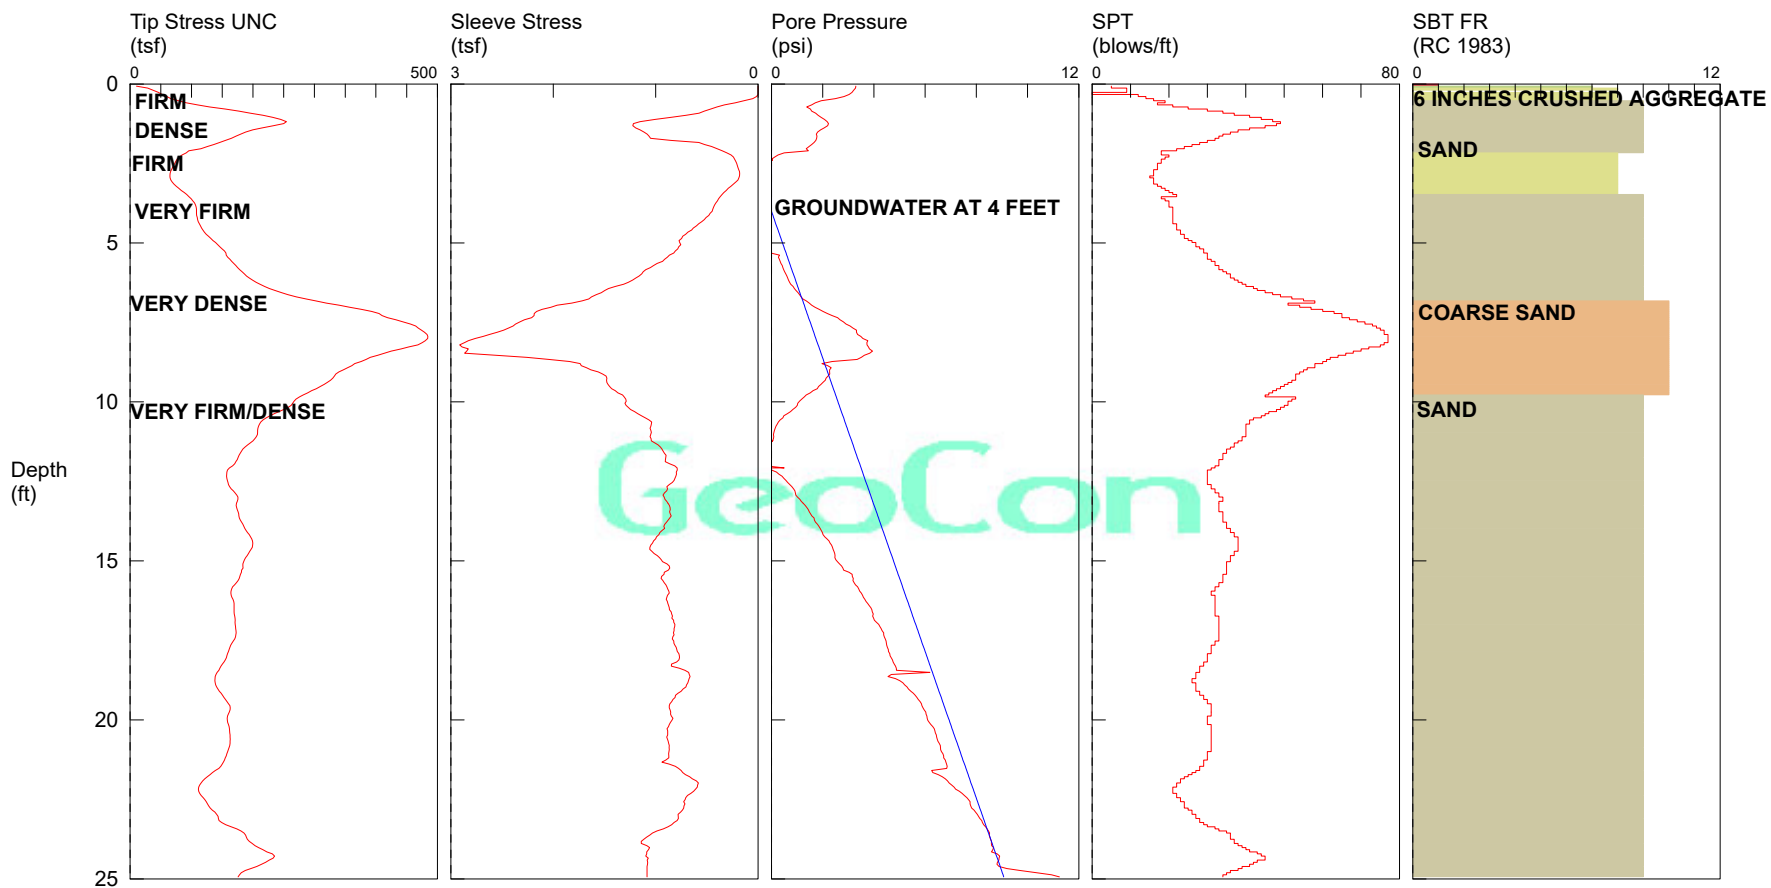 Tip Stress UNC
(tsf)
Sleeve Stress
(tsf)
Pore Pressure
(psi)
SPT
(blows/ft)
SBT FR
(RC 1983)
0 500
3 0
0 12
0 80
12
0
FIRM
6 INCHES CRUSHED AGGREGATE
DENSE
SAND
FIRM
VERY FIRM
GROUNDWATER AT 4 FEET
5
VERY DENSE
COARSE SAND
10
VERY FIRM/DENSE
SAND
Depth
(ft)
GeoCon
15
20
25